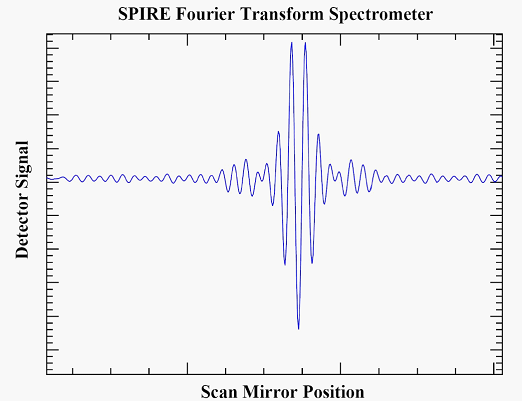 SPIRE Fourier Transform Spectrometer
Detector Signal
Scan Mirror Position